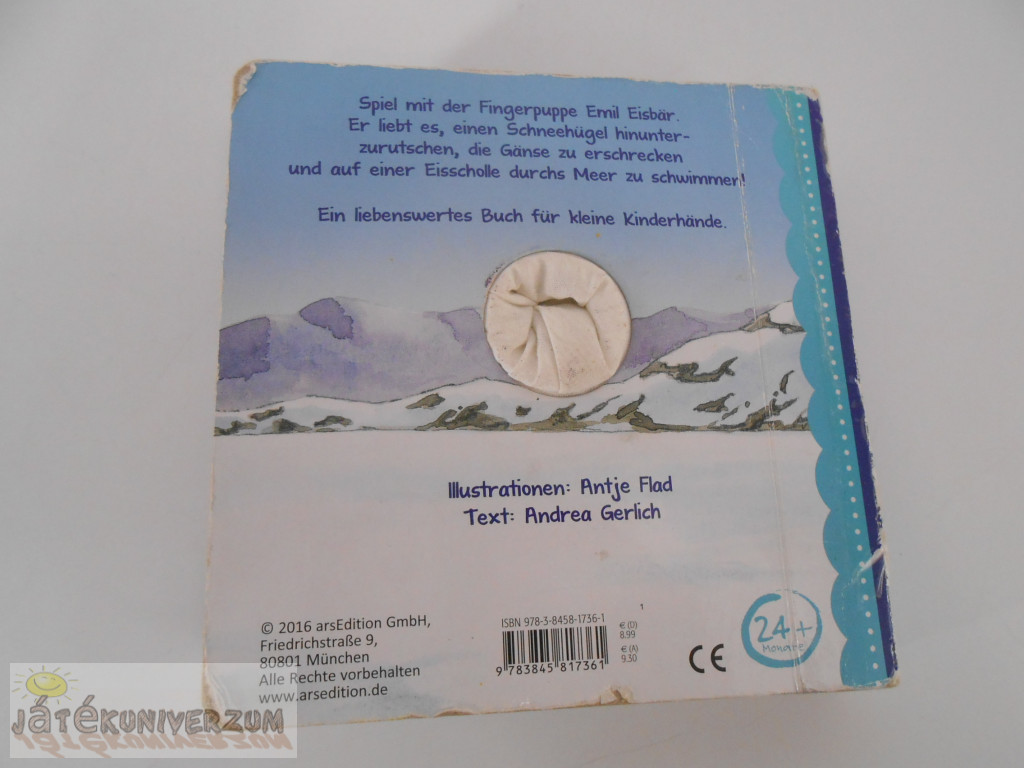 Spiel mit der Fingerpuppe Emil Eisbär.
Er liebt es, einen Schneehügel hinunter-
zurutschen, die Gänse zu erschrecken
und auf einer Eisscholle durchs Meer zu schwimmen!
Ein liebenswertes Buch für kleine Kinderhände.
Illustrationen: Antje Flad
Text: Andrea Gerlich
© 2016 arsEdition GmbH,
Friedrichstraße 9,
80801 München
Alle Rechte vorbehalten
www.arsedition.de
ISBN 978-3-8458-1736-1
9 783845 817361
1
€ (D)
8.99
€ (A)
9.30
CE
24+
Monate
JÁTÉKUNIVERZUM